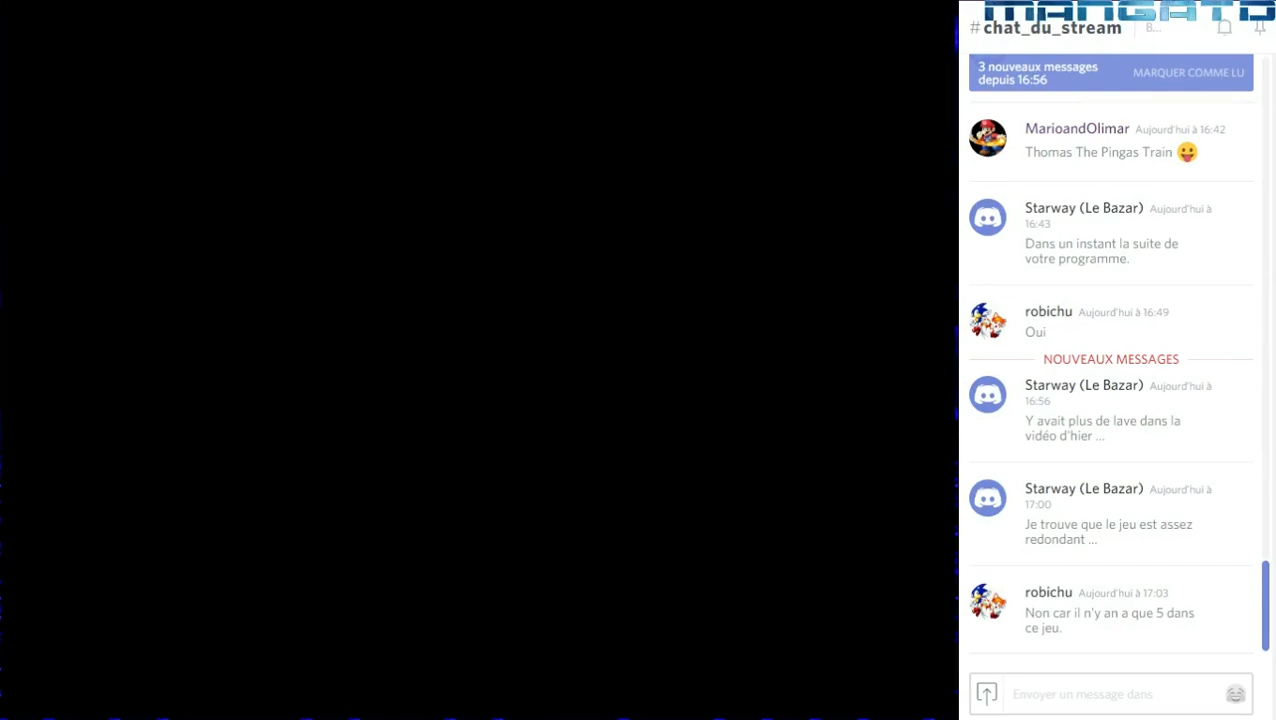 MANGATD
# chat_du_stream B...
3 nouveaux messages
depuis 16:56
MARQUER COMME LU
MarioandOlimar Aujourd'hui à 16:42
Thomas The Pingas Train 😛
Starway (Le Bazar) Aujourd'hui à
16:43
Dans un instant la suite de
votre programme.
robichu Aujourd'hui à 16:49
Oui
NOUVEAUX MESSAGES
Starway (Le Bazar) Aujourd'hui à
16:56
Y avait plus de lave dans la
vidéo d'hier ...
Starway (Le Bazar) Aujourd'hui à
17:00
Je trouve que le jeu est assez
redondant ...
robichu Aujourd'hui à 17:03
Non car il n'y an a que 5 dans
ce jeu.
Envoyer un message dans